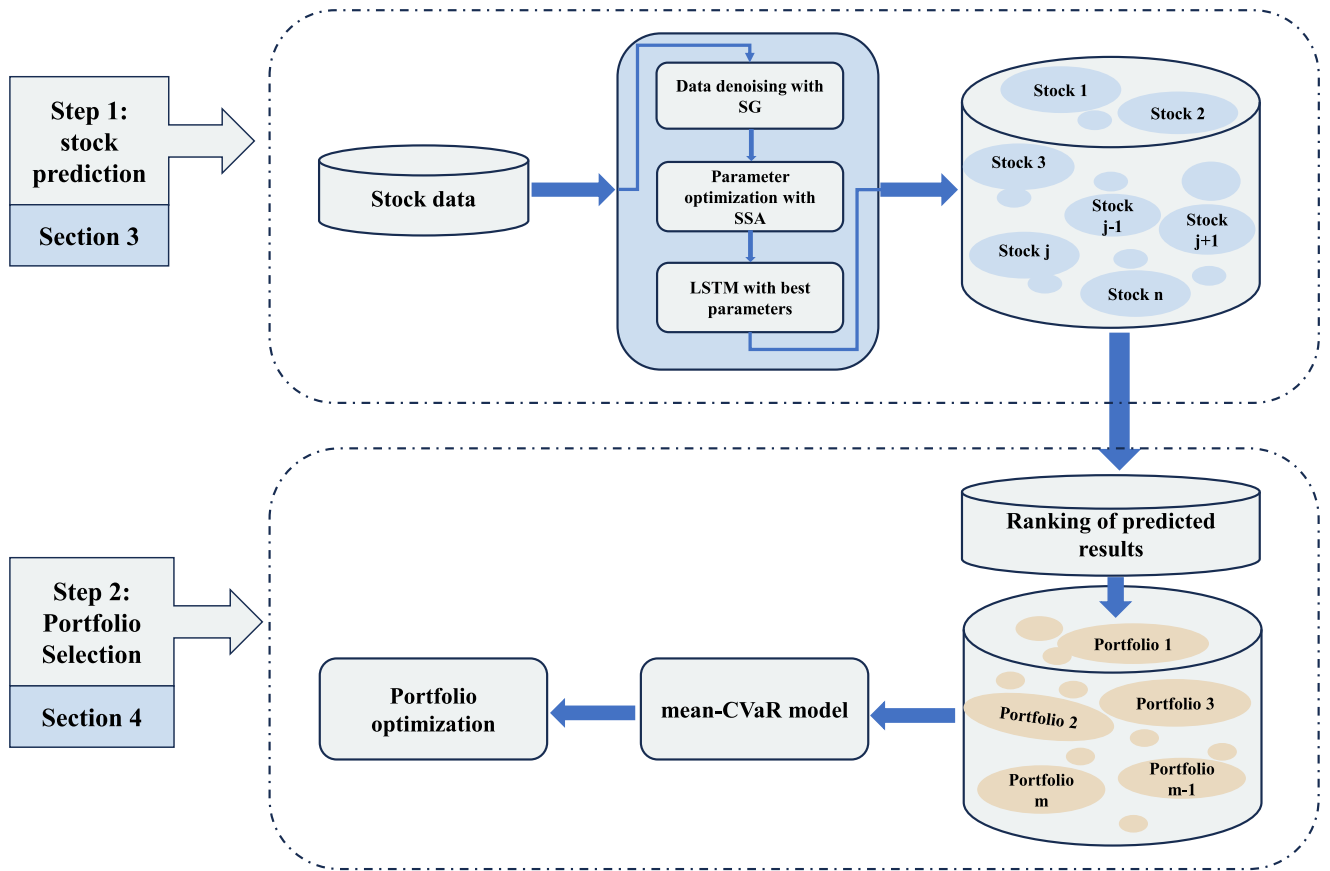 Step 1:
stock
prediction
Section 3
Stock data
Data denoising with
SG
Parameter
optimization with
SSA
LSTM with best
parameters
Stock 1
Stock 2
Stock 3
Stock
j-1
Stock
j+1
Stock j
Stock n
Step 2:
Portfolio
Selection
Section 4
Ranking of predicted
results
Portfolio 1
Portfolio 2
Portfolio 3
Portfolio
m
Portfolio
m-1
mean-CVaR model
Portfolio
optimization